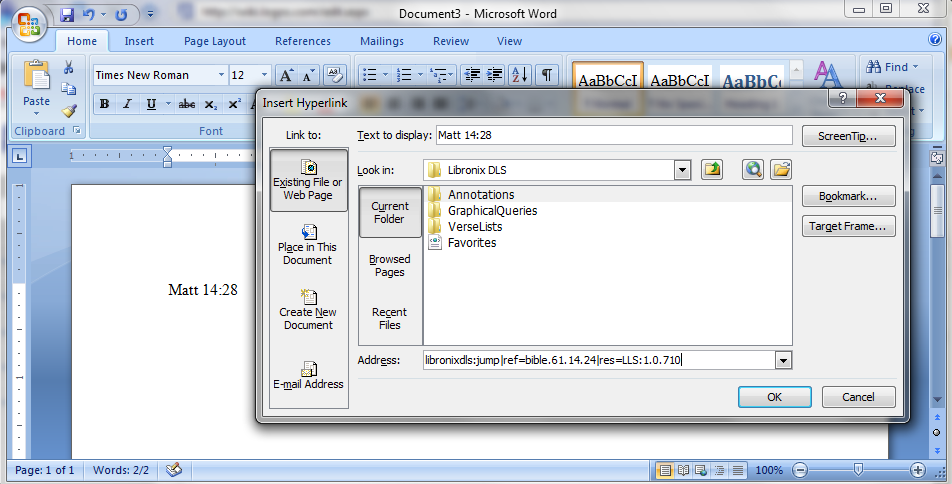 Document3 - Microsoft Word
Home Insert Page Layout References Mailings Review View
Times New Roman 12
AaBbCcI AaBbCcI AaBbCcI
Find
Paste
B I U abc X₂ X²
Clipboard Font
Insert Hyperlink
Link to: Text to display: Matt 14:28 ScreenTip...
Existing File or Web Page
Look in: Libronix DLS
Current Folder
Annotations
GraphicalQueries
VerseLists
Favorites
Bookmark...
Target Frame...
Place in This Document
Browsed Pages
Create New Document
Recent Files
E-mail Address
Address: libronixdls:jump|ref=bible.61.14.24|res=LLS:1.0.710
OK Cancel
Matt 14:28
Page: 1 of 1 Words: 2/2 100%